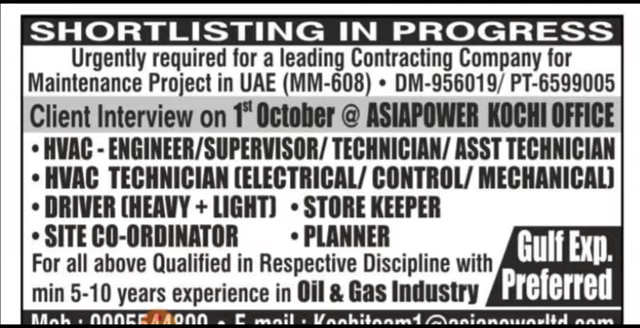 SHORTLISTING IN PROGRESS
Urgently required for a leading Contracting Company for
Maintenance Project in UAE (MM-608) • DM-956019/ PT-6599005
Client Interview on 1st October @ ASIAPOWER KOCHI OFFICE
• HVAC - ENGINEER/SUPERVISOR/ TECHNICIAN/ ASST TECHNICIAN
• HVAC TECHNICIAN (ELECTRICAL/ CONTROL/ MECHANICAL)
• DRIVER (HEAVY + LIGHT) • STORE KEEPER
• SITE CO-ORDINATOR • PLANNER
For all above Qualified in Respective Discipline with
min 5-10 years experience in Oil & Gas Industry
Gulf Exp.
Preferred